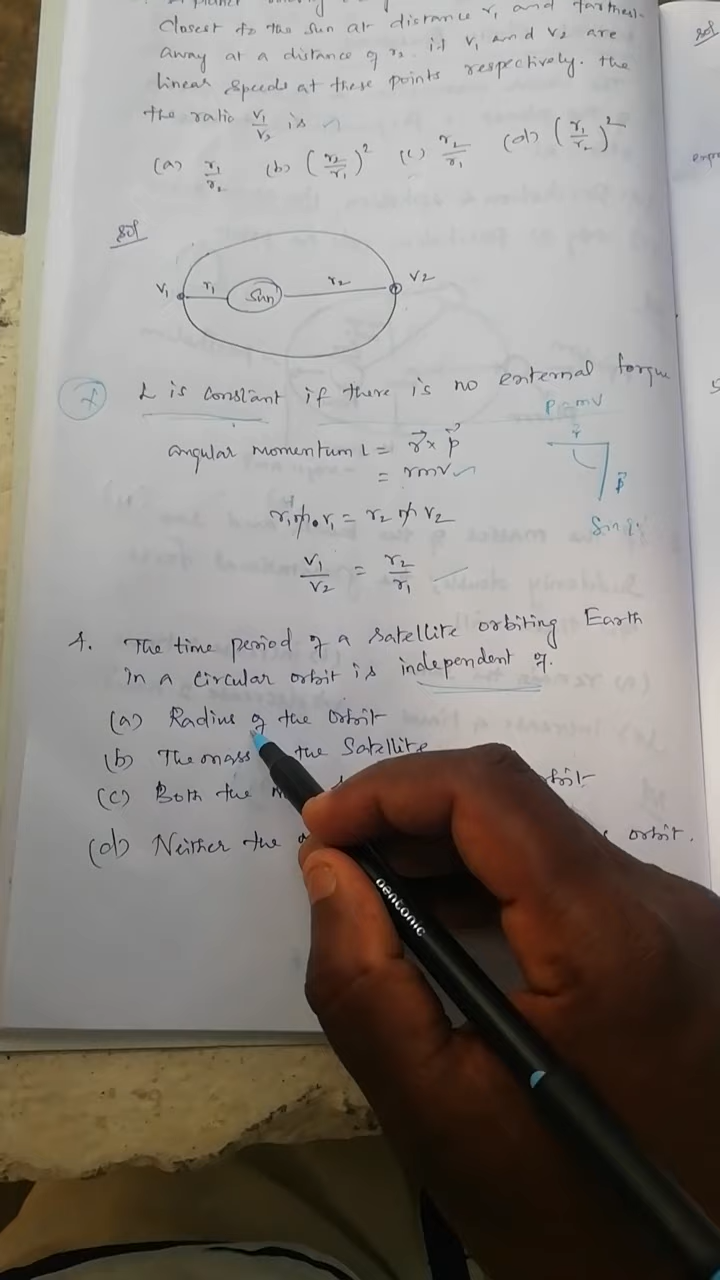 closest to the sun at distance r₁ and farthest
away at a distance of r₂ if v₁ and v₂ are
linear speeds at these points respectively. the
the ratio v₁/v₂ is
(a) r₁/r₂ (b) (r₂/r₁)² (c) r₂/r₁ (d) (r₁/r₂)²
sol
v₁ r₁ Sun r₂ v2
L is constant if there is no external torque
P = mv
angular momentum L = r⃗ × p⃗
= rmv
r⃗
p⃗
r₁m.v₁ = r₂ m v₂
Sin
v₁/v₂ = r₂/r₁
4. The time period of a satellite orbiting Earth
in a circular orbit is independent of.
(a) Radius of the orbit
(b) The mass the Satellite
(c) Both the
(d) Neither the orbit.
pentonic
sol